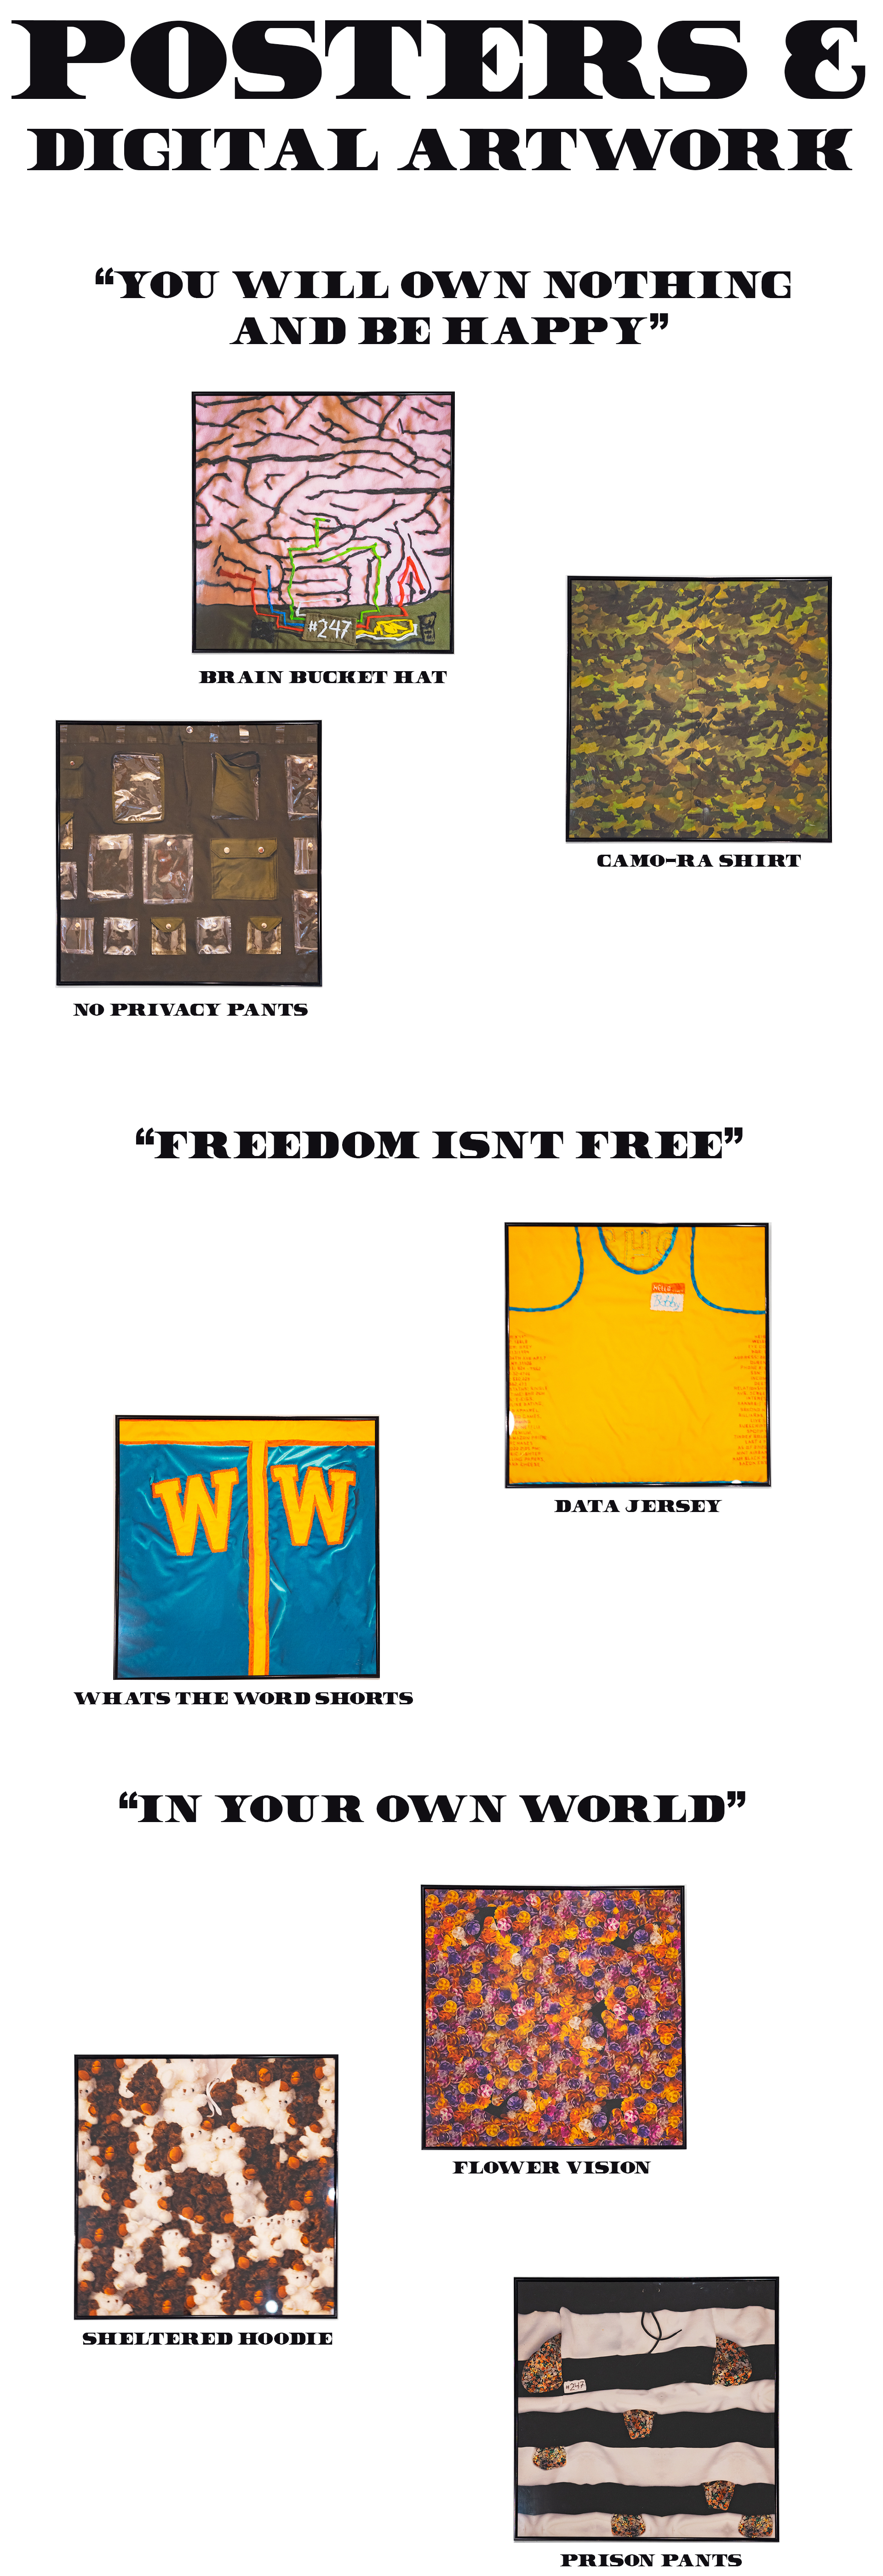 POSTERS &
DIGITAL ARTWORK
“YOU WILL OWN NOTHING
AND BE HAPPY”
#247
BRAIN BUCKET HAT
CAMO-RA SHIRT
NO PRIVACY PANTS
“FREEDOM ISNT FREE”
HELLO
Bobby
DATA JERSEY
W W
WHATS THE WORD SHORTS
“IN YOUR OWN WORLD”
FLOWER VISION
SHELTERED HOODIE
#247
PRISON PANTS